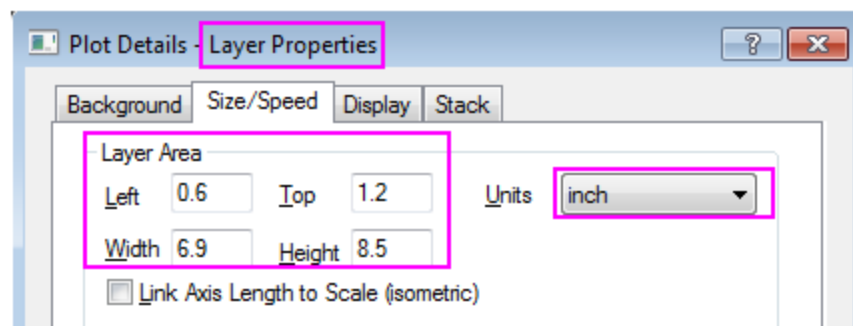 Plot Details - Layer Properties
Background Size/Speed Display Stack
Layer Area
Left 0.6 Top 1.2 Units inch
Width 6.9 Height 8.5
Link Axis Length to Scale (isometric)